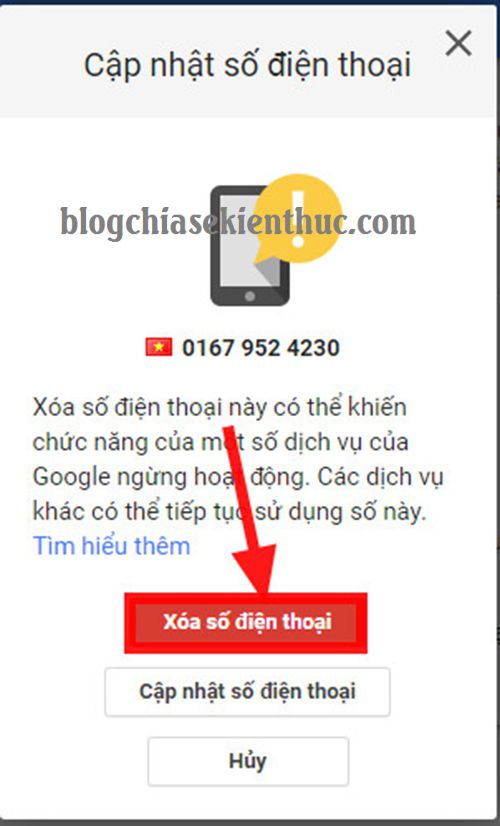 Cập nhật số điện thoại
blogchiasekienthuc.com
0167 952 4230
Xóa số điện thoại này có thể khiến
chức năng của một số dịch vụ của
Google ngừng hoạt động. Các dịch vụ
khác có thể tiếp tục sử dụng số này.
Tìm hiểu thêm
Xóa số điện thoại
Cập nhật số điện thoại
Hủy